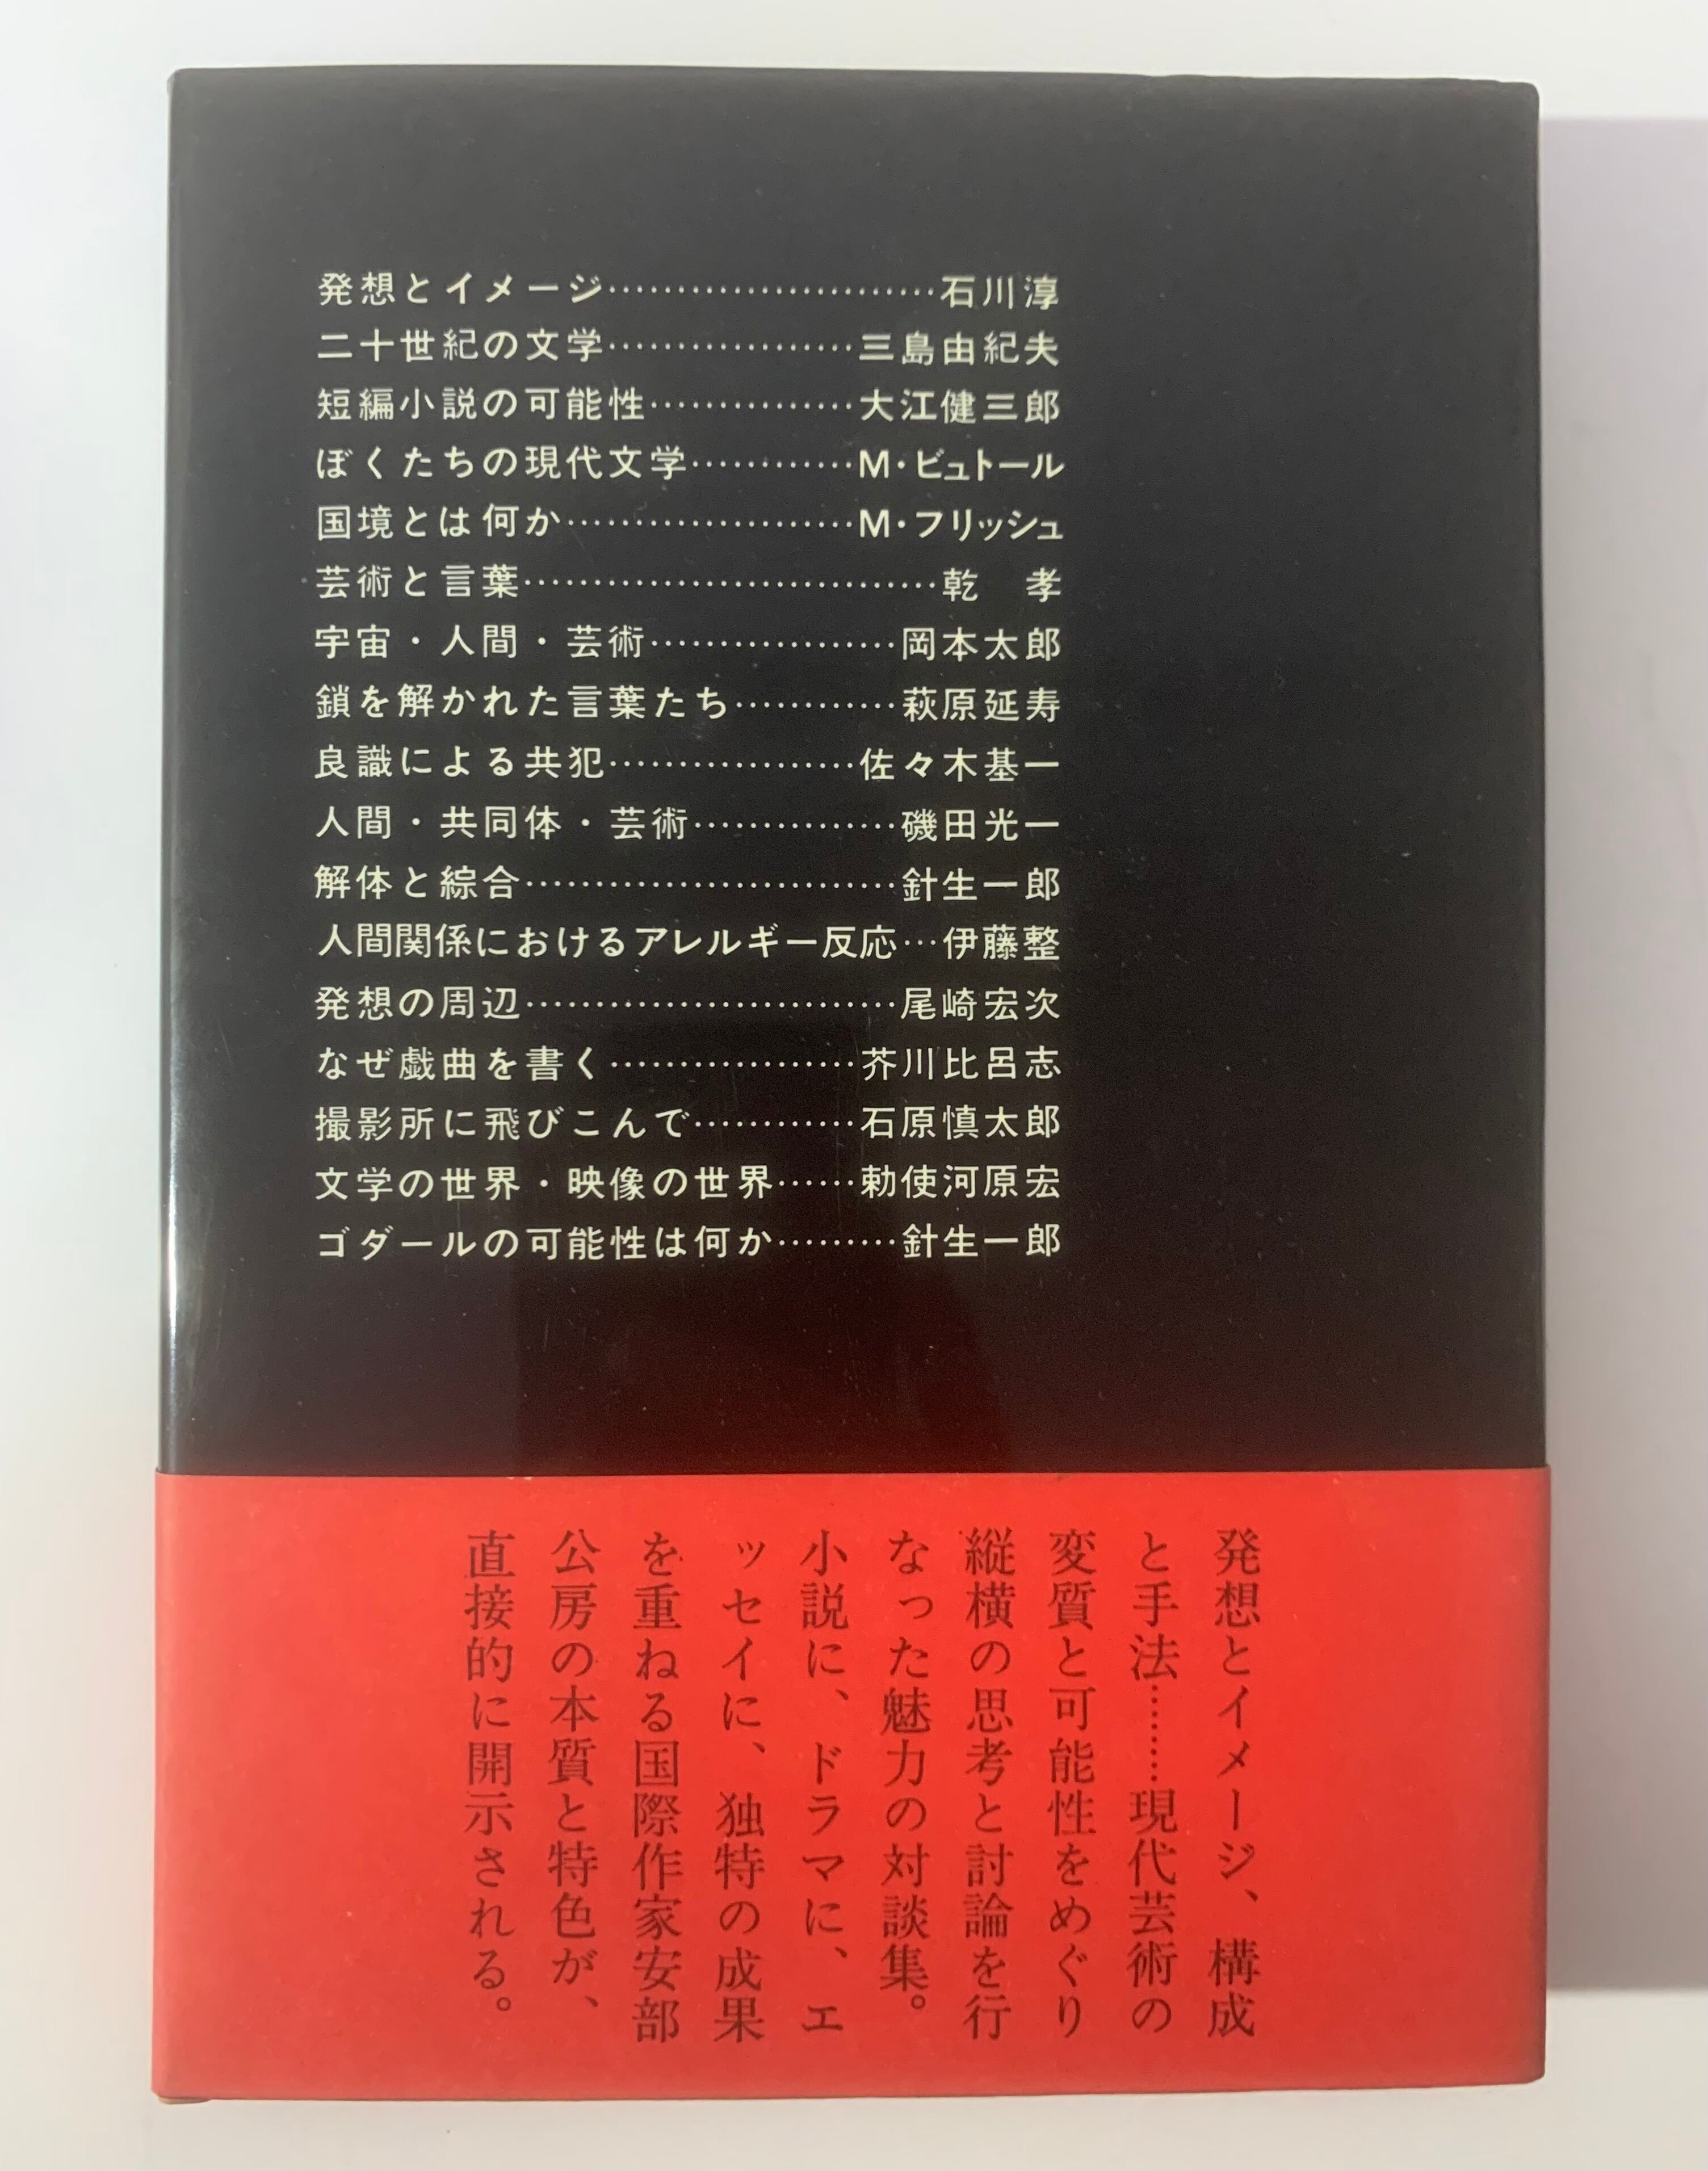 発想とイメージ……………………石川淳
二十世紀の文学………………三島由紀夫
短編小説の可能性……………大江健三郎
ぼくたちの現代文学…………M・ビュトール
国境とは何か…………………M・フリッシュ
芸術と言葉…………………………乾　孝
宇宙・人間・芸術………………岡本太郎
鎖を解かれた言葉たち…………萩原延寿
良識による共犯………………佐々木基一
人間・共同体・芸術……………磯田光一
解体と綜合………………………針生一郎
人間関係におけるアレルギー反応…伊藤整
発想の周辺………………………尾崎宏次
なぜ戯曲を書く………………芥川比呂志
撮影所に飛びこんで…………石原慎太郎
文学の世界・映像の世界……勅使河原宏
ゴダールの可能性は何か………針生一郎
発想とイメージ、構成
と手法………現代芸術の
変質と可能性をめぐり
縦横の思考と討論を行
なった魅力の対談集。
小説に、ドラマに、エ
ッセイに、独特の成果
を重ねる国際作家安部
公房の本質と特色が、
直接的に開示される。